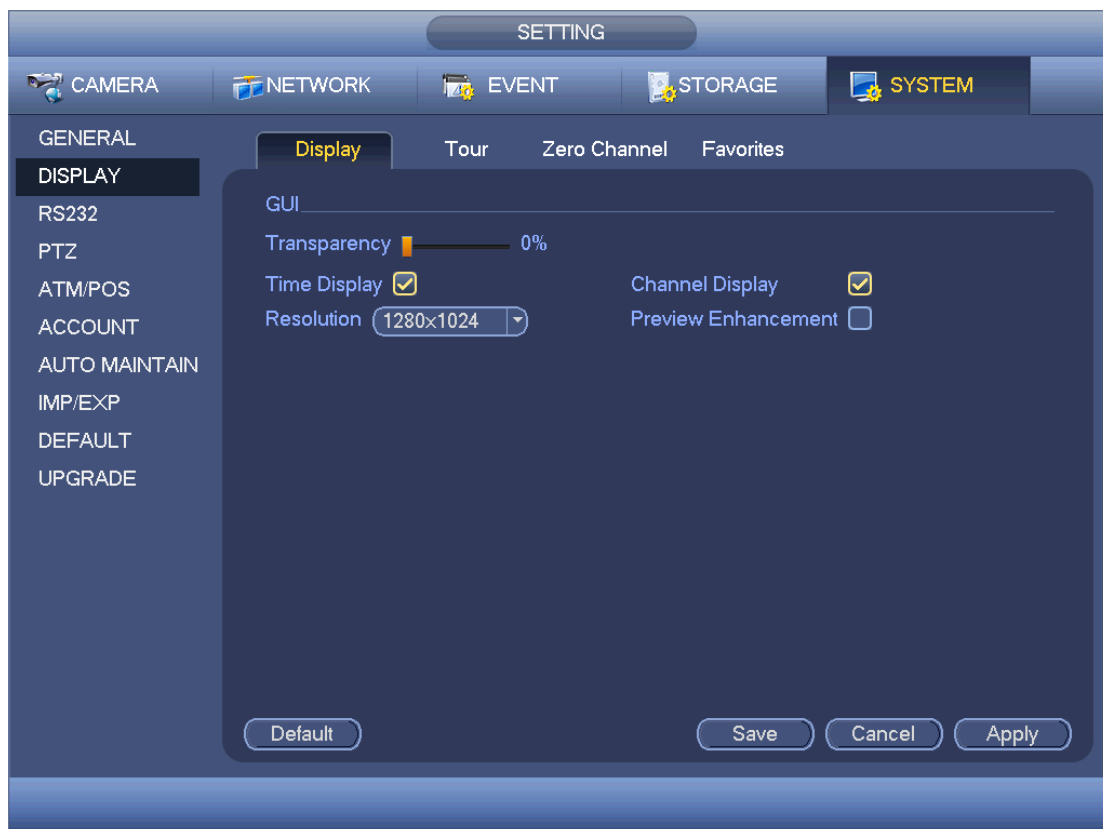 SETTING
CAMERA NETWORK EVENT STORAGE SYSTEM
GENERAL
DISPLAY
RS232
PTZ
ATM/POS
ACCOUNT
AUTO MAINTAIN
IMP/EXP
DEFAULT
UPGRADE
Display Tour Zero Channel Favorites
GUI
Transparency 0%
Time Display Channel Display
Resolution 1280×1024 Preview Enhancement
Default Save Cancel Apply